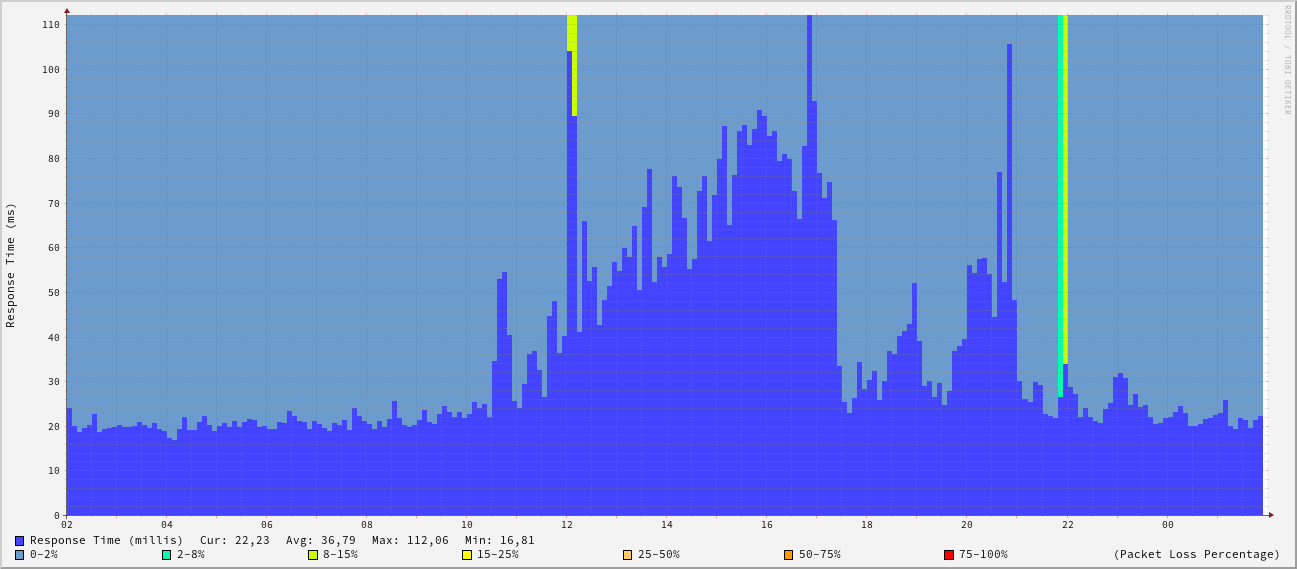 RRDTOOL / TOBI OETIKER
Response Time (ms)
110
100
90
80
70
60
50
40
30
20
10
0
02 04 06 08 10 12 14 16 18 20 22 00
Response Time (millis) Cur: 22,23 Avg: 36,79 Max: 112,06 Min: 16,81
0-2% 2-8% 8-15% 15-25% 25-50% 50-75% 75-100% (Packet Loss Percentage)